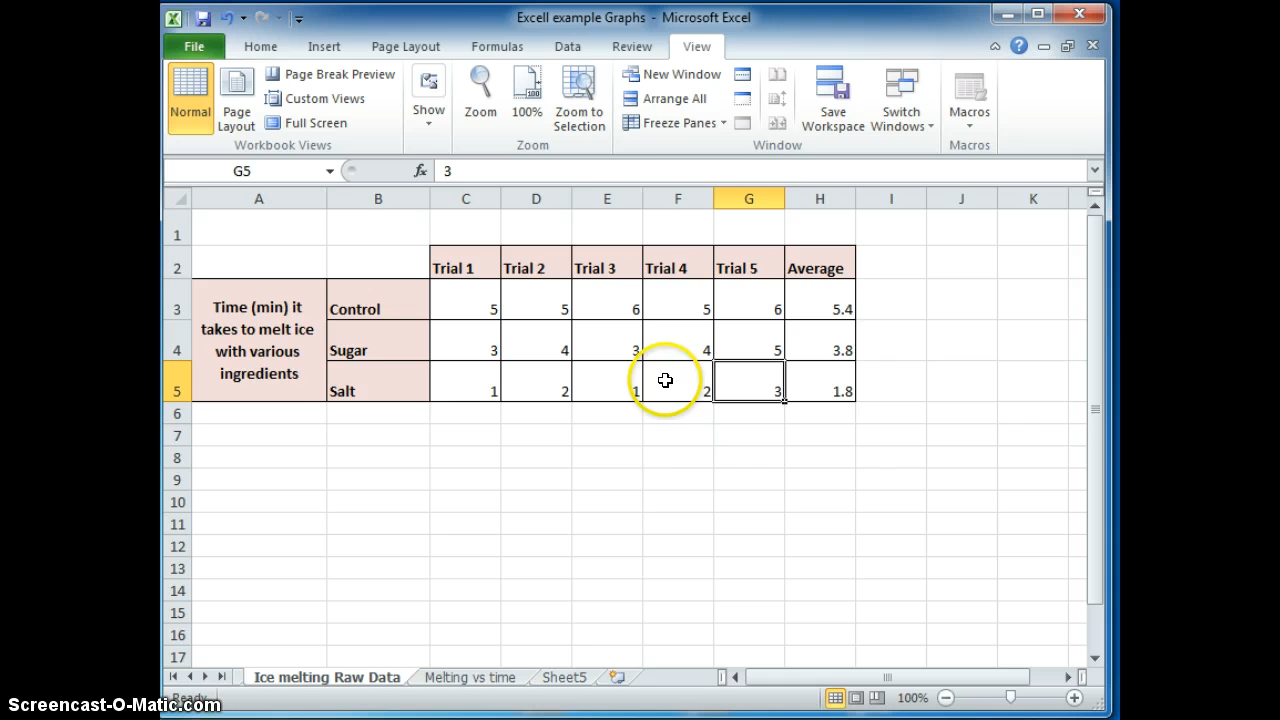 Excell example Graphs - Microsoft Excel
File Home Insert Page Layout Formulas Data Review View
Normal
Page Layout
Page Break Preview
Custom Views
Full Screen
Workbook Views
Show
Zoom
100%
Zoom to Selection
Zoom
New Window
Arrange All
Freeze Panes
Window
Save Workspace
Switch Windows
Macros
Macros
G5 fx 3
A B C D E F G H I J K
1
2 Trial 1 Trial 2 Trial 3 Trial 4 Trial 5 Average
Time (min) it
takes to melt ice
with various
ingredients
3 Control 5 5 6 5 6 5.4
4 Sugar 3 4 3 4 5 3.8
5 Salt 1 2 1 2 3 1.8
6
7
8
9
10
11
12
13
14
15
16
17
Ice melting Raw Data Melting vs time Sheet5
Ready 100%
Screencast-O-Matic.com